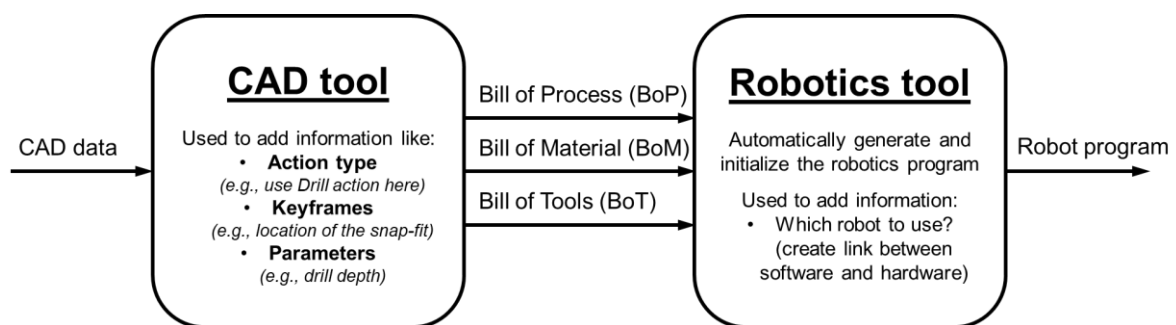 CAD data
CAD tool
Used to add information like:
• Action type
(e.g., use Drill action here)
• Keyframes
(e.g., location of the snap-fit)
• Parameters
(e.g., drill depth)
Bill of Process (BoP)
Bill of Material (BoM)
Bill of Tools (BoT)
Robotics tool
Automatically generate and
initialize the robotics program
Used to add information:
• Which robot to use?
(create link between
software and hardware)
Robot program